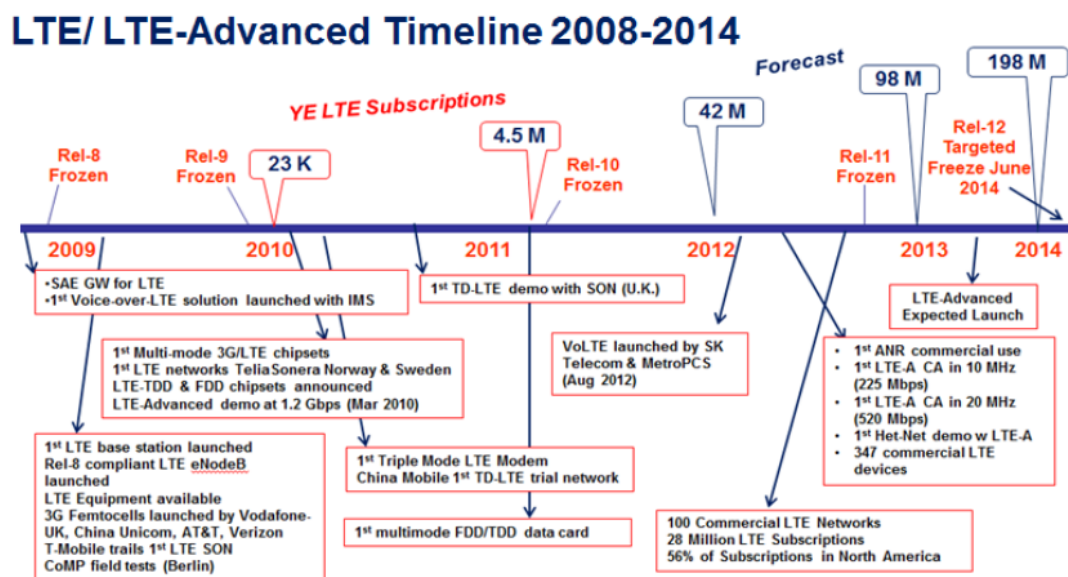 LTE/ LTE-Advanced Timeline 2008-2014
YE LTE Subscriptions
Forecast
23 K
4.5 M
42 M
98 M
198 M
Rel-8
Frozen
Rel-9
Frozen
Rel-10
Frozen
Rel-11
Frozen
Rel-12
Targeted
Freeze June
2014
2009
2010
2011
2012
2013
2014
•SAE GW for LTE
•1st Voice-over-LTE solution launched with IMS
1st TD-LTE demo with SON (U.K.)
LTE-Advanced
Expected Launch
1st Multi-mode 3G/LTE chipsets
1st LTE networks TeliaSonera Norway & Sweden
LTE-TDD & FDD chipsets announced
LTE-Advanced demo at 1.2 Gbps (Mar 2010)
VoLTE launched by SK
Telecom & MetroPCS
(Aug 2012)
• 1st ANR commercial use
• 1st LTE-A CA in 10 MHz
(225 Mbps)
• 1st LTE-A CA in 20 MHz
(520 Mbps)
• 1st Het-Net demo w LTE-A
• 347 commercial LTE
devices
1st LTE base station launched
Rel-8 compliant LTE eNodeB
launched
LTE Equipment available
3G Femtocells launched by Vodafone-
UK, China Unicom, AT&T, Verizon
T-Mobile trails 1st LTE SON
CoMP field tests (Berlin)
1st Triple Mode LTE Modem
China Mobile 1st TD-LTE trial network
1st multimode FDD/TDD data card
100 Commercial LTE Networks
28 Million LTE Subscriptions
56% of Subscriptions in North America